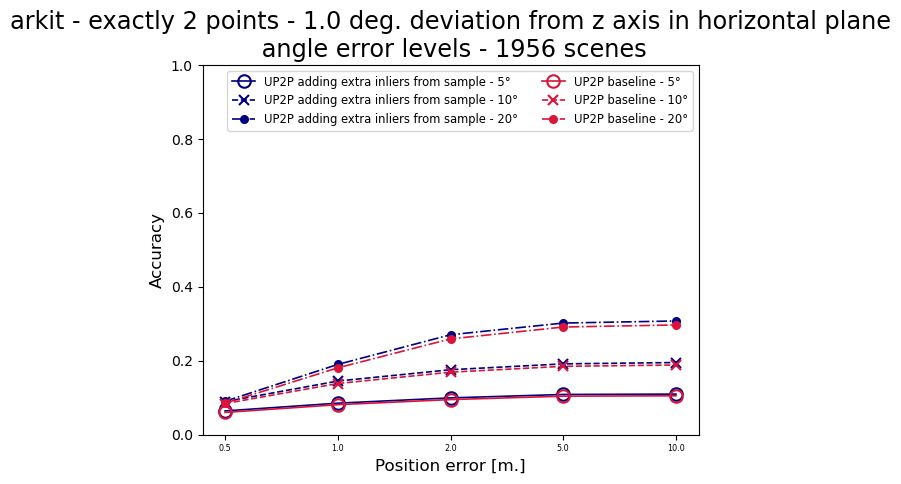 arkit - exactly 2 points - 1.0 deg. deviation from z axis in horizontal plane
angle error levels - 1956 scenes
UP2P adding extra inliers from sample - 5°
UP2P adding extra inliers from sample - 10°
UP2P adding extra inliers from sample - 20°
UP2P baseline - 5°
UP2P baseline - 10°
UP2P baseline - 20°
1.0
0.8
0.6
0.4
0.2
0.0
Accuracy
0.5 1.0 2.0 5.0 10.0
Position error [m.]